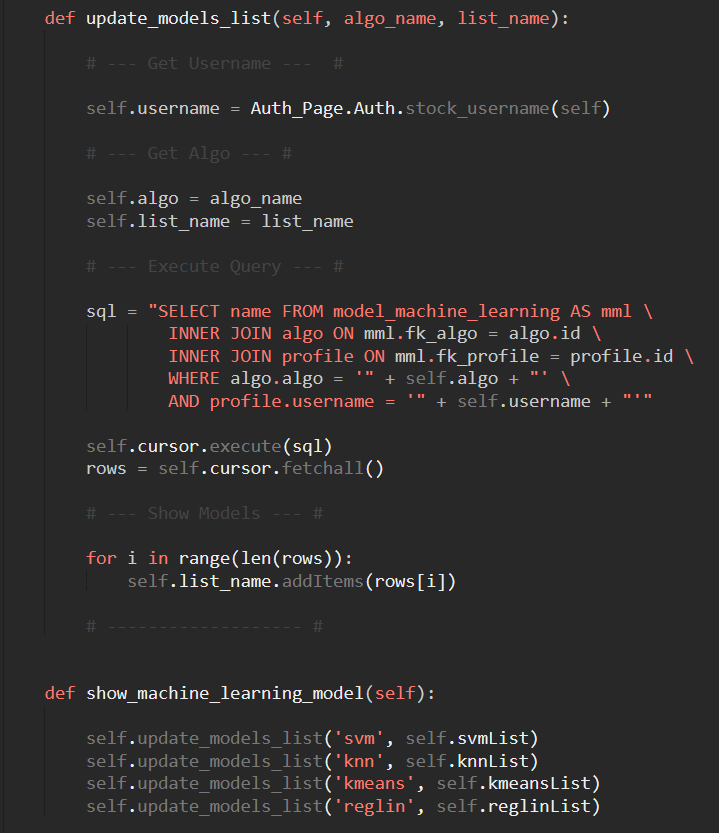 def update_models_list(self, algo_name, list_name):
# --- Get Username ---  #
self.username = Auth_Page.Auth.stock_username(self)
# --- Get Algo --- #
self.algo = algo_name
self.list_name = list_name
# --- Execute Query --- #
sql = "SELECT name FROM model_machine_learning AS mml \
INNER JOIN algo ON mml.fk_algo = algo.id \
INNER JOIN profile ON mml.fk_profile = profile.id \
WHERE algo.algo = '" + self.algo + "' \
AND profile.username = '" + self.username + "'"
self.cursor.execute(sql)
rows = self.cursor.fetchall()
# --- Show Models --- #
for i in range(len(rows)):
self.list_name.addItems(rows[i])
# ------------------- #
def show_machine_learning_model(self):
self.update_models_list('svm', self.svmList)
self.update_models_list('knn', self.knnList)
self.update_models_list('kmeans', self.kmeansList)
self.update_models_list('reglin', self.reglinList)